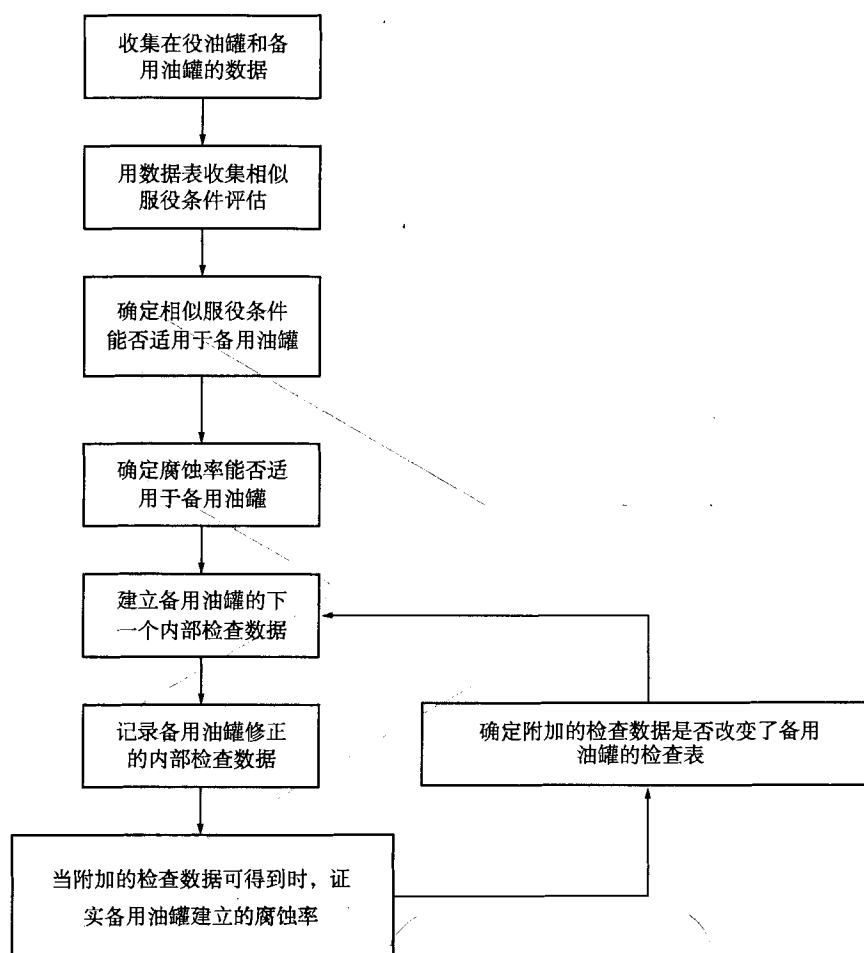 收集在役油罐和备
用油罐的数据
用数据表收集相似
服役条件评估
确定相似服役条件
能否适用于备用油罐
确定腐蚀率能否适
用于备用油罐
建立备用油罐的下
一个内部检查数据
记录备用油罐修正
的内部检查数据
确定附加的检查数据是否改变了备用
油罐的检查表
当附加的检查数据可得到时，证
实备用油罐建立的腐蚀率